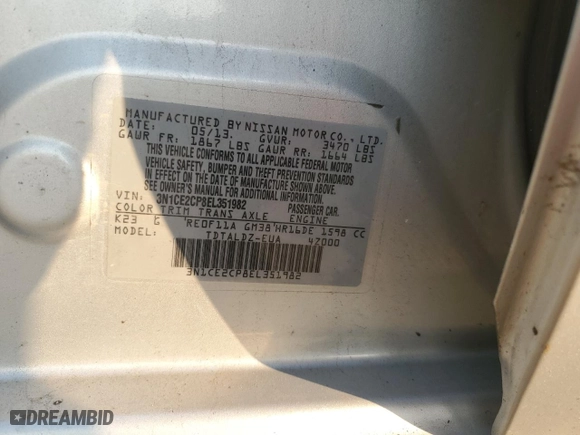 MANUFACTURED BY NISSAN MOTOR CO., LTD.
DATE: 05/13. GVWR: 3470 LBS
GAWR FR: 1867 LBS GAWR RR: 1664 LBS
THIS VEHICLE CONFORMS TO ALL APPLICABLE FEDERAL MOTOR
VEHICLE SAFETY, BUMPER AND THEFT PREVENTION STANDARDS
IN EFFECT ON THE DATE OF MANUFACTURE SHOWN ABOVE.
SEE OWNER'S MANUAL FOR ADDITIONAL INFORMATION.
VIN: 3N1CE2CP8EL351982 PASSENGER CAR.
COLOR TRIM TRANS AXLE ENGINE
K23 G RE0F11A GM38 HR16DE 1598 CC
MODEL: TDTALDZ-EUA 47000
3N1CE2CP8EL351982
DREAMBID